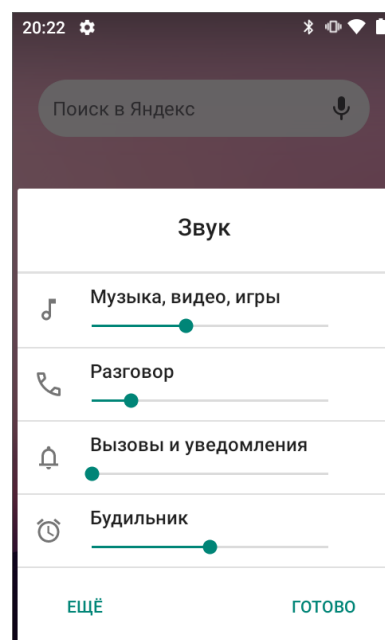 20:22
Поиск в Яндекс
Звук
Музыка, видео, игры
Разговор
Вызовы и уведомления
Будильник
ЕЩЁ ГОТОВО